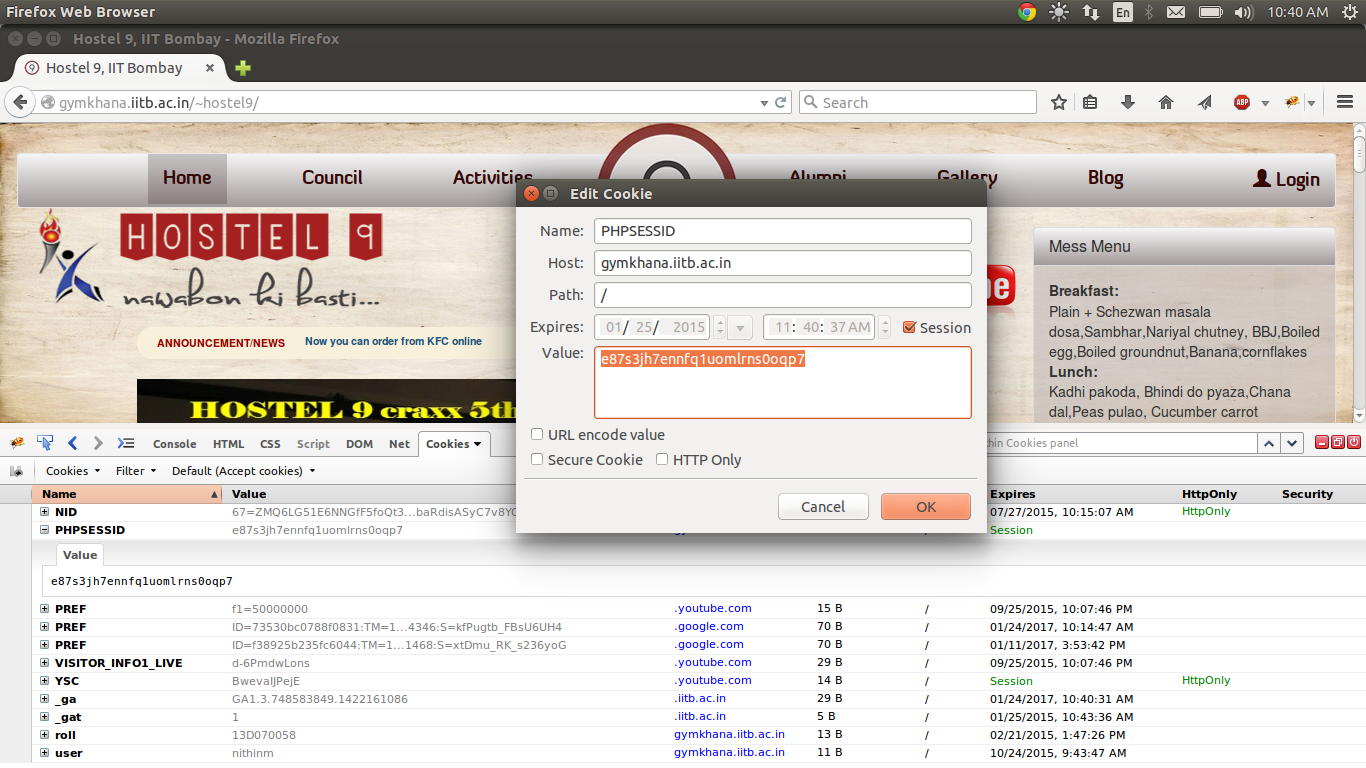 Firefox Web Browser
En
10:40 AM
Hostel 9, IIT Bombay - Mozilla Firefox
Hostel 9, IIT Bombay
gymkhana.iitb.ac.in/~hostel9/
Search
ABP
Home Council Activities Alumni Gallery Blog Login
HOSTEL 9
nawabon ki basti...
ANNOUNCEMENT/NEWS Now you can order from KFC online
HOSTEL 9 craxx 5th
Mess Menu
Breakfast:
Plain + Schezwan masala
dosa,Sambhar,Nariyal chutney, BBJ,Boiled
egg,Boiled groundnut,Banana,cornflakes
Lunch:
Kadhi pakoda, Bhindi do pyaza,Chana
dal,Peas pulao, Cucumber carrot
Edit Cookie
Name: PHPSESSID
Host: gymkhana.iitb.ac.in
Path: /
Expires: 01/ 25/ 2015 11: 40: 37 AM Session
Value: e87s3jh7ennfq1uomlrns0oqp7
URL encode value
Secure Cookie HTTP Only
Cancel OK
Console HTML CSS Script DOM Net Cookies
within Cookies panel
Cookies Filter Default (Accept cookies)
Name Value Expires HttpOnly Security
NID 67=ZMQ6LG51E6NNGfF5foQt3...baRdisASyC7v8YC 07/27/2015, 10:15:07 AM HttpOnly
PHPSESSID e87s3jh7ennfq1uomlrns0oqp7 Session
Value
e87s3jh7ennfq1uomlrns0oqp7
PREF f1=50000000 .youtube.com 15 B / 09/25/2015, 10:07:46 PM
PREF ID=73530bc0788f0831:TM=1...4346:S=kfPugtb_FBsU6UH4 .google.com 70 B / 01/24/2017, 10:14:47 AM
PREF ID=f38925b235fc6044:TM=1...1468:S=xtDmu_RK_s236yoG .google.com 70 B / 01/11/2017, 3:53:42 PM
VISITOR_INFO1_LIVE d-6PmdwLons .youtube.com 29 B / 09/25/2015, 10:07:46 PM
YSC BwevalJPejE .youtube.com 14 B / Session HttpOnly
_ga GA1.3.748583849.1422161086 .iitb.ac.in 29 B / 01/24/2017, 10:40:31 AM
_gat 1 .iitb.ac.in 5 B / 01/25/2015, 10:43:36 AM
roll 13D070058 gymkhana.iitb.ac.in 13 B / 02/21/2015, 1:47:26 PM
user nithinm gymkhana.iitb.ac.in 11 B / 10/24/2015, 9:43:47 AM